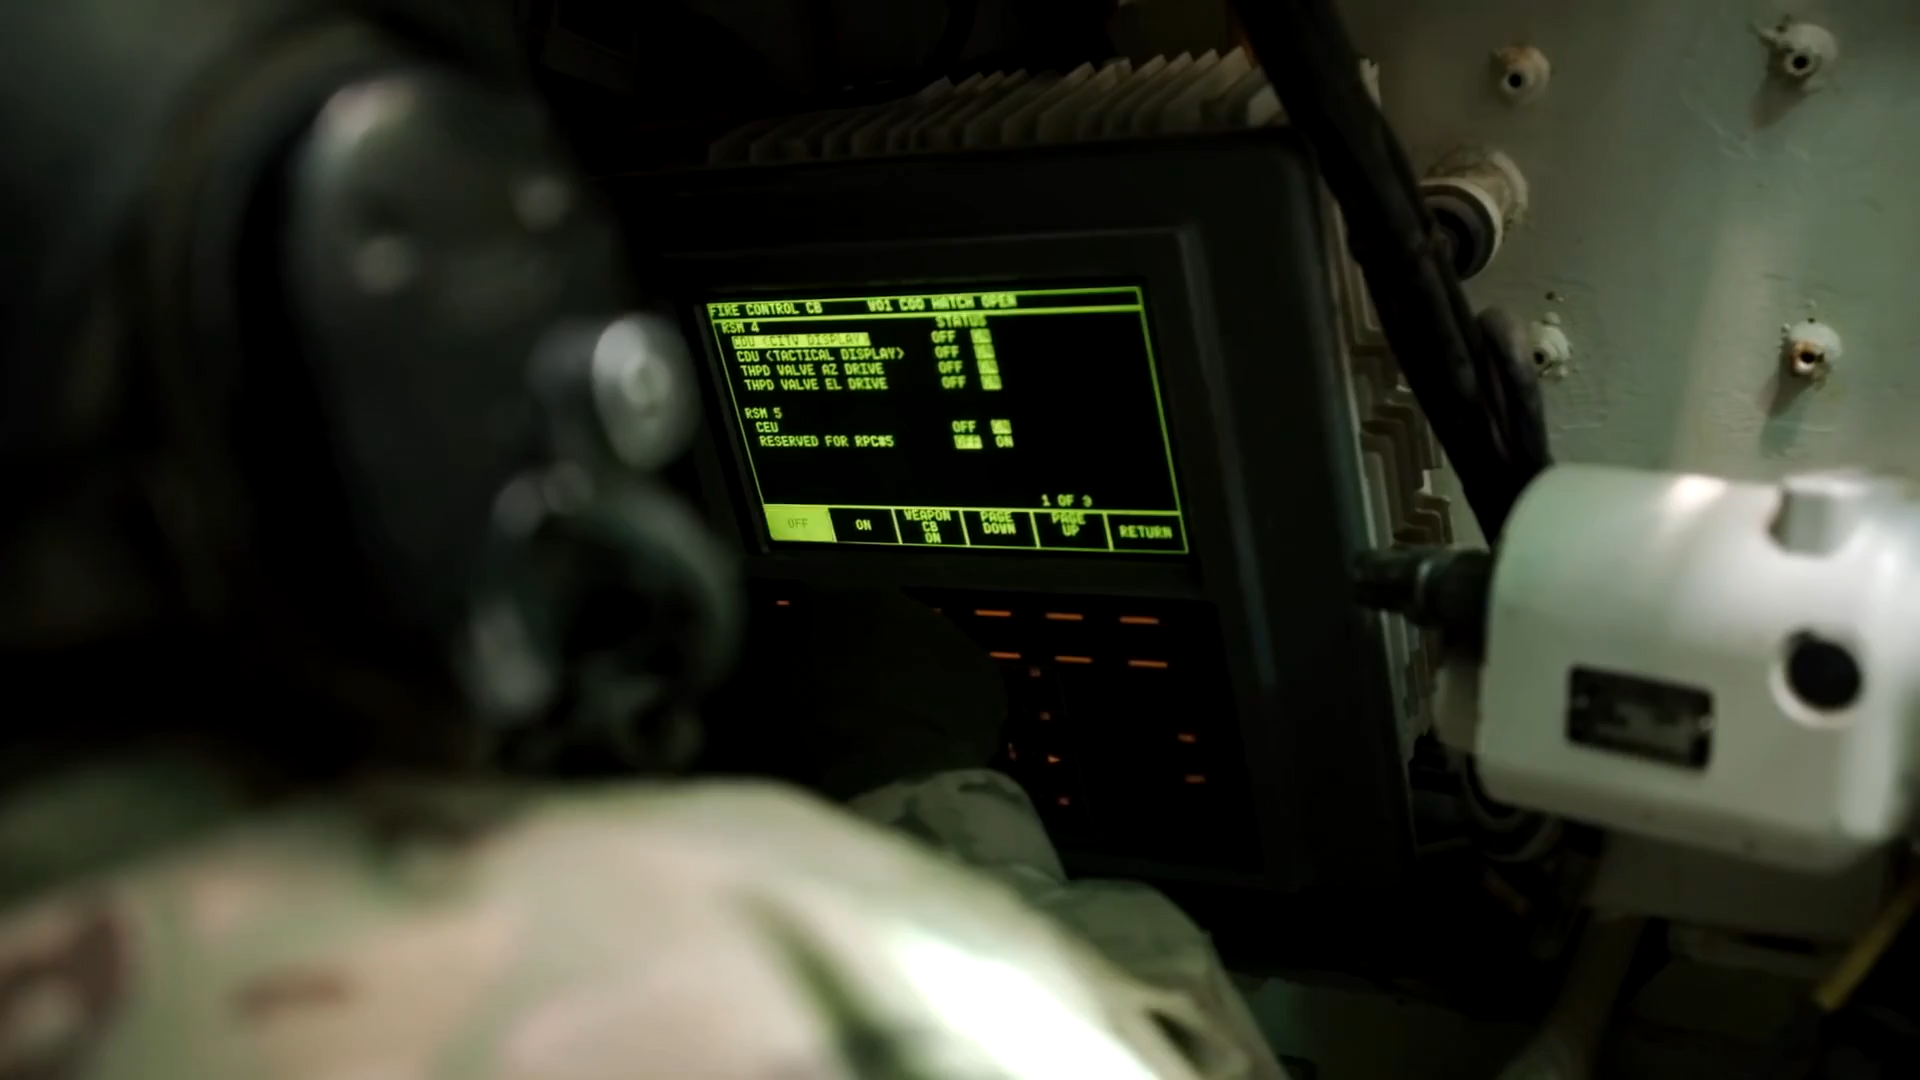 FIRE CONTROL CB WO1 COO HATCH OPEN
RSM 4 STATUS
CDU <CITV DISPLAY OFF
CDU <TACTICAL DISPLAY> OFF
THPD VALVE AZ DRIVE OFF
THPD VALVE EL DRIVE OFF
RSM 5
CEU OFF
RESERVED FOR RPC#5 ON
1 OF 3
OFF
ON
WEAPON
CB
ON
PAGE
DOWN
PAGE
UP
RETURN